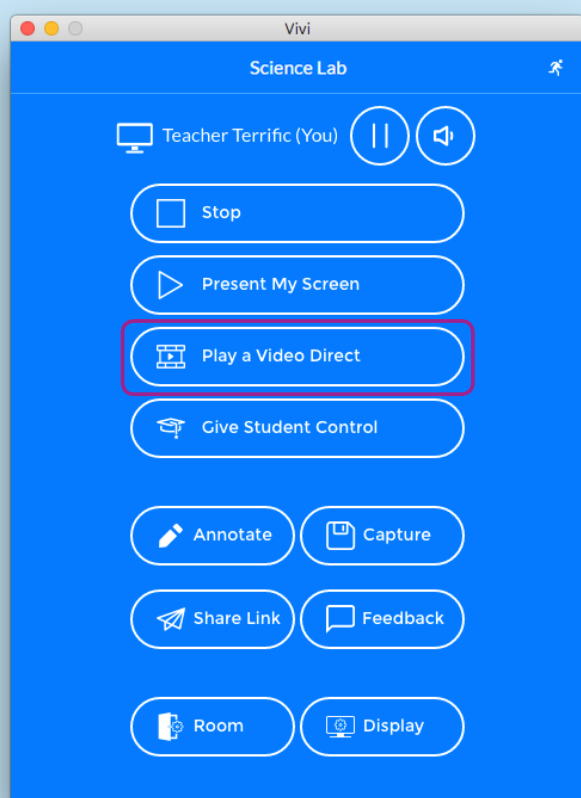 Vivi
Science Lab
Teacher Terrific (You)
Stop
Present My Screen
Play a Video Direct
Give Student Control
Annotate
Capture
Share Link
Feedback
Room
Display